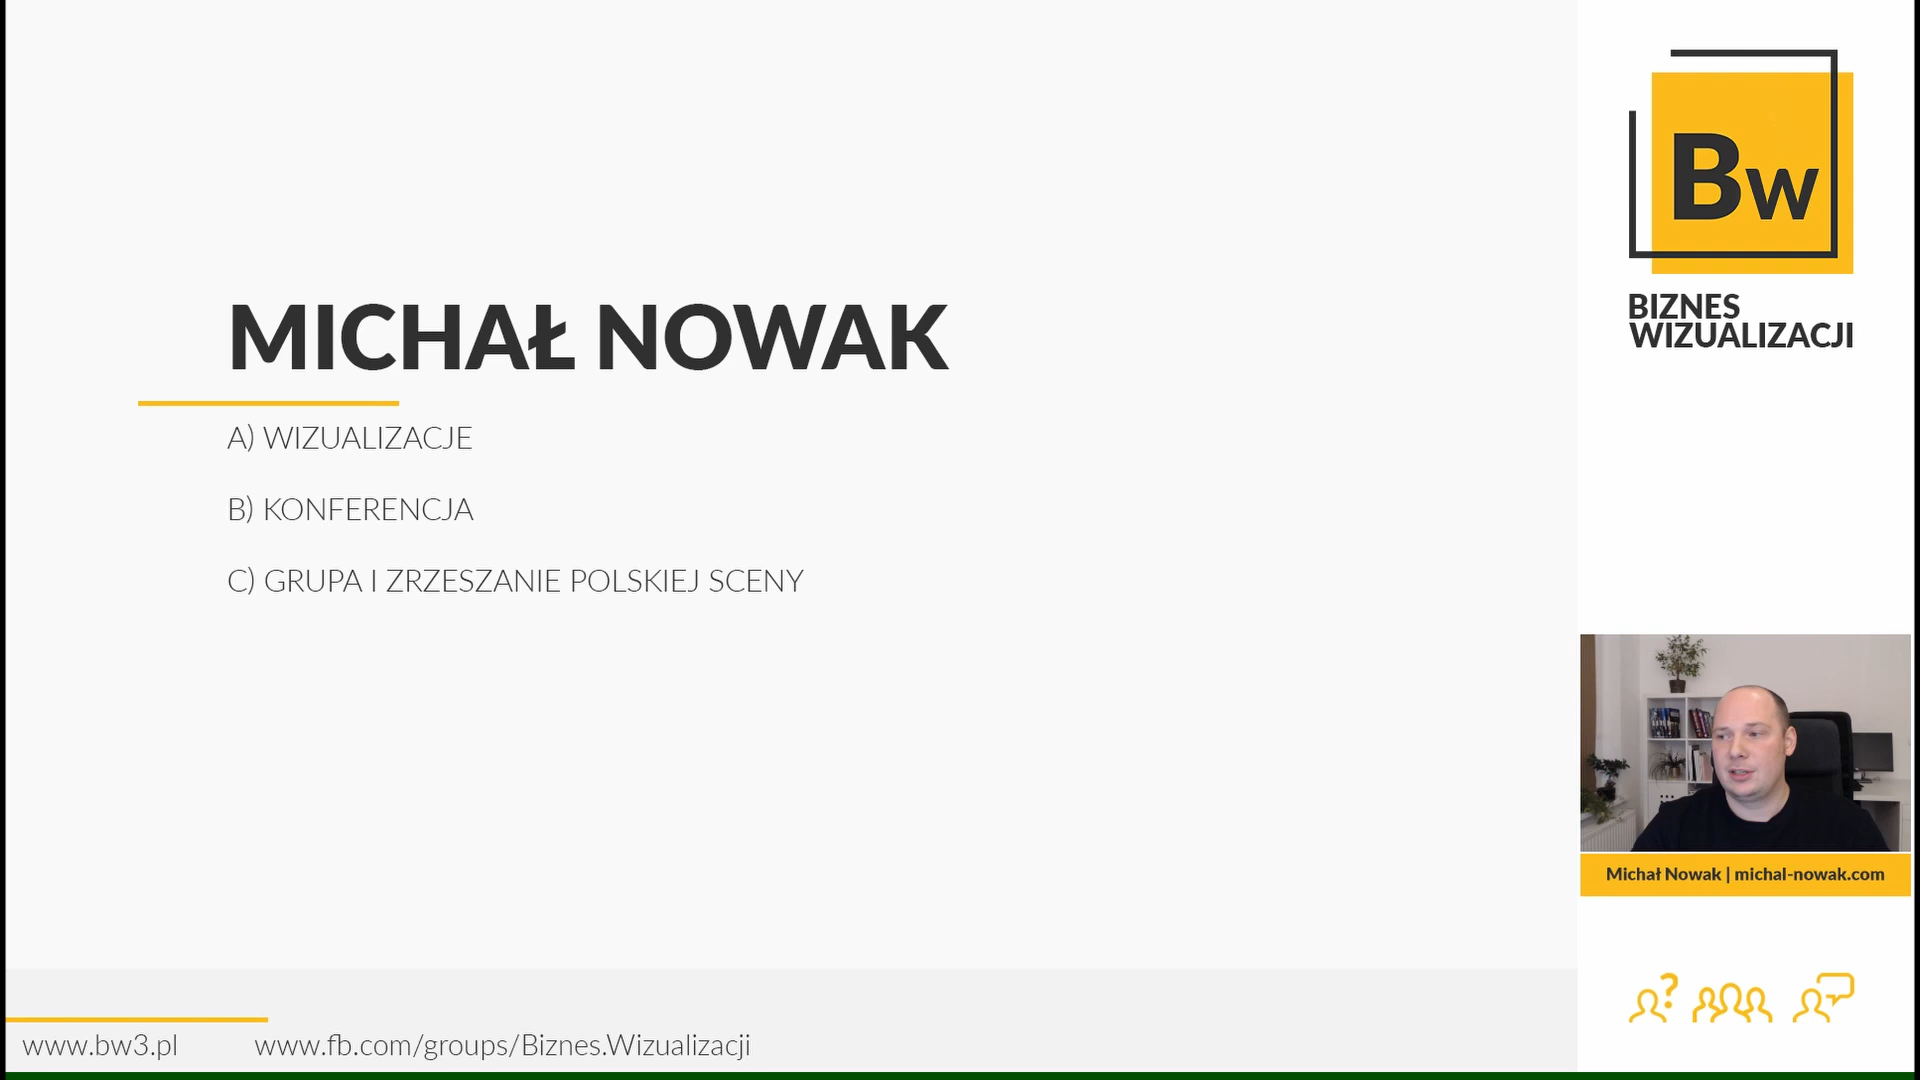 MICHAŁ NOWAK
A) WIZUALIZACJE
B) KONFERENCJA
C) GRUPA I ZRZESZANIE POLSKIEJ SCENY
Bw
BIZNES
WIZUALIZACJI
Michał Nowak | michal-nowak.com
www.bw3.pl
www.fb.com/groups/Biznes.Wizualizacji